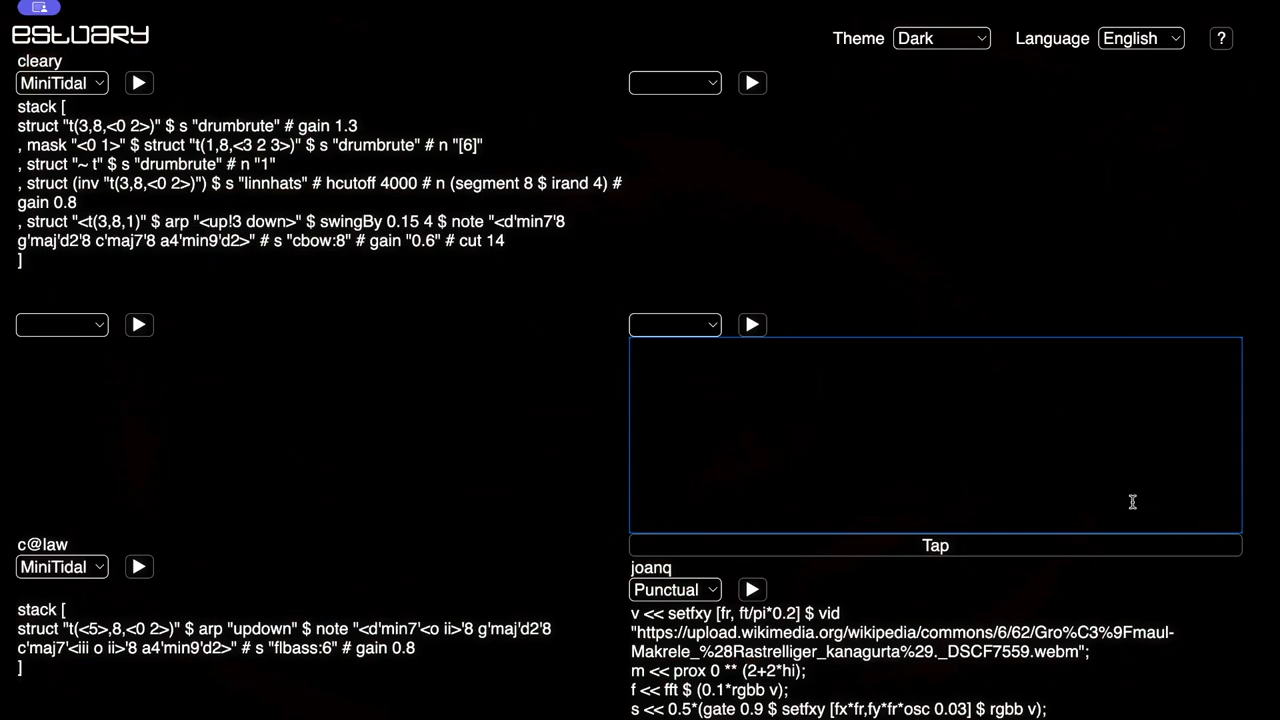 estuary
Theme Dark Language English ?
cleary
MiniTidal
stack [
struct "t(3,8,<0 2>)" $ s "drumbrute" # gain 1.3
, mask "<0 1>" $ struct "t(1,8,<3 2 3>)" $ s "drumbrute" # n "[6]"
, struct "~ t" $ s "drumbrute" # n "1"
, struct (inv "t(3,8,<0 2>)") $ s "linnhats" # hcutoff 4000 # n (segment 8 $ irand 4) #
gain 0.8
, struct "<t(3,8,1)" $ arp "<up!3 down>" $ swingBy 0.15 4 $ note "<d'min7'8
g'maj'd2'8 c'maj7'8 a4'min9'd2>" # s "cbow:8" # gain "0.6" # cut 14
]
c@law
MiniTidal
stack [
struct "t(<5>,8,<0 2>)" $ arp "updown" $ note "<d'min7'<o ii>'8 g'maj'd2'8
c'maj7'<iii o ii>'8 a4'min9'd2>" # s "flbass:6" # gain 0.8
]
Tap
joanq
Punctual
v << setfxy [fr, ft/pi*0.2] $ vid
"https://upload.wikimedia.org/wikipedia/commons/6/62/Gro%C3%9Fmaul-
Makrele_%28Rastrelliger_kanagurta%29._DSCF7559.webm";
m << prox 0 ** (2+2*hi);
f << fft $ (0.1*rgbb v);
s << 0.5*(gate 0.9 $ setfxy [fx*fr,fy*fr*osc 0.03] $ rgbb v);